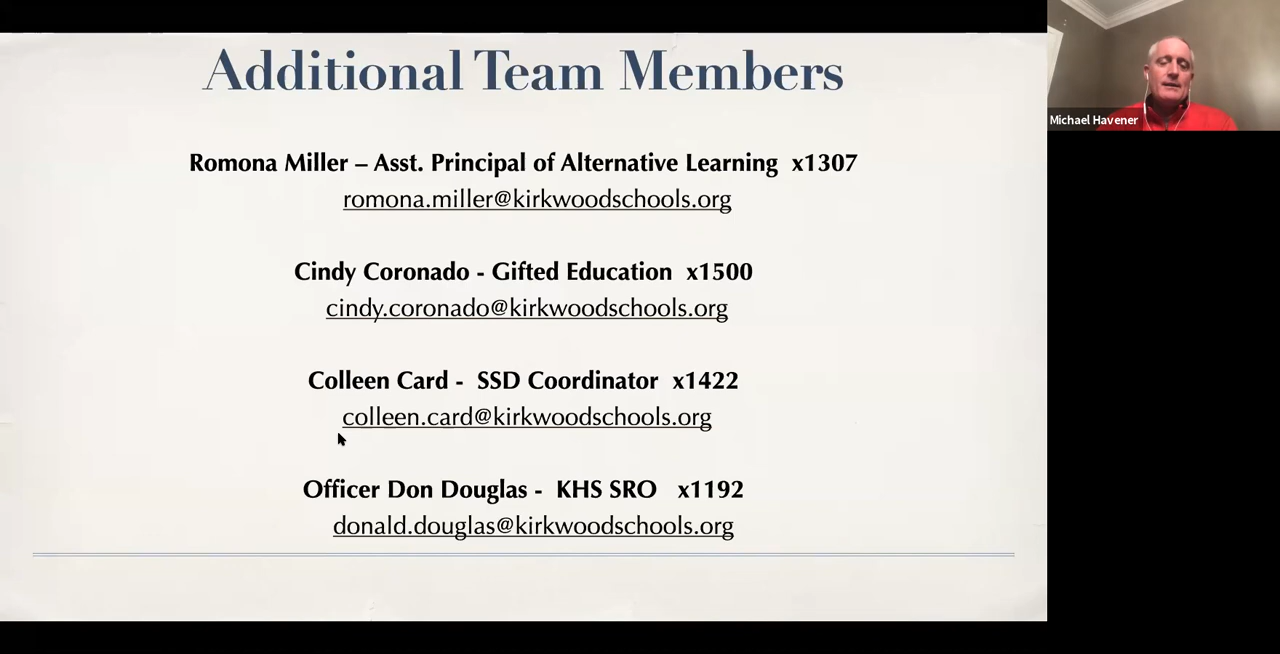 Additional Team Members
Romona Miller – Asst. Principal of Alternative Learning x1307
romona.miller@kirkwoodschools.org
Cindy Coronado - Gifted Education x1500
cindy.coronado@kirkwoodschools.org
Colleen Card - SSD Coordinator x1422
colleen.card@kirkwoodschools.org
Officer Don Douglas - KHS SRO x1192
donald.douglas@kirkwoodschools.org
Michael Havener